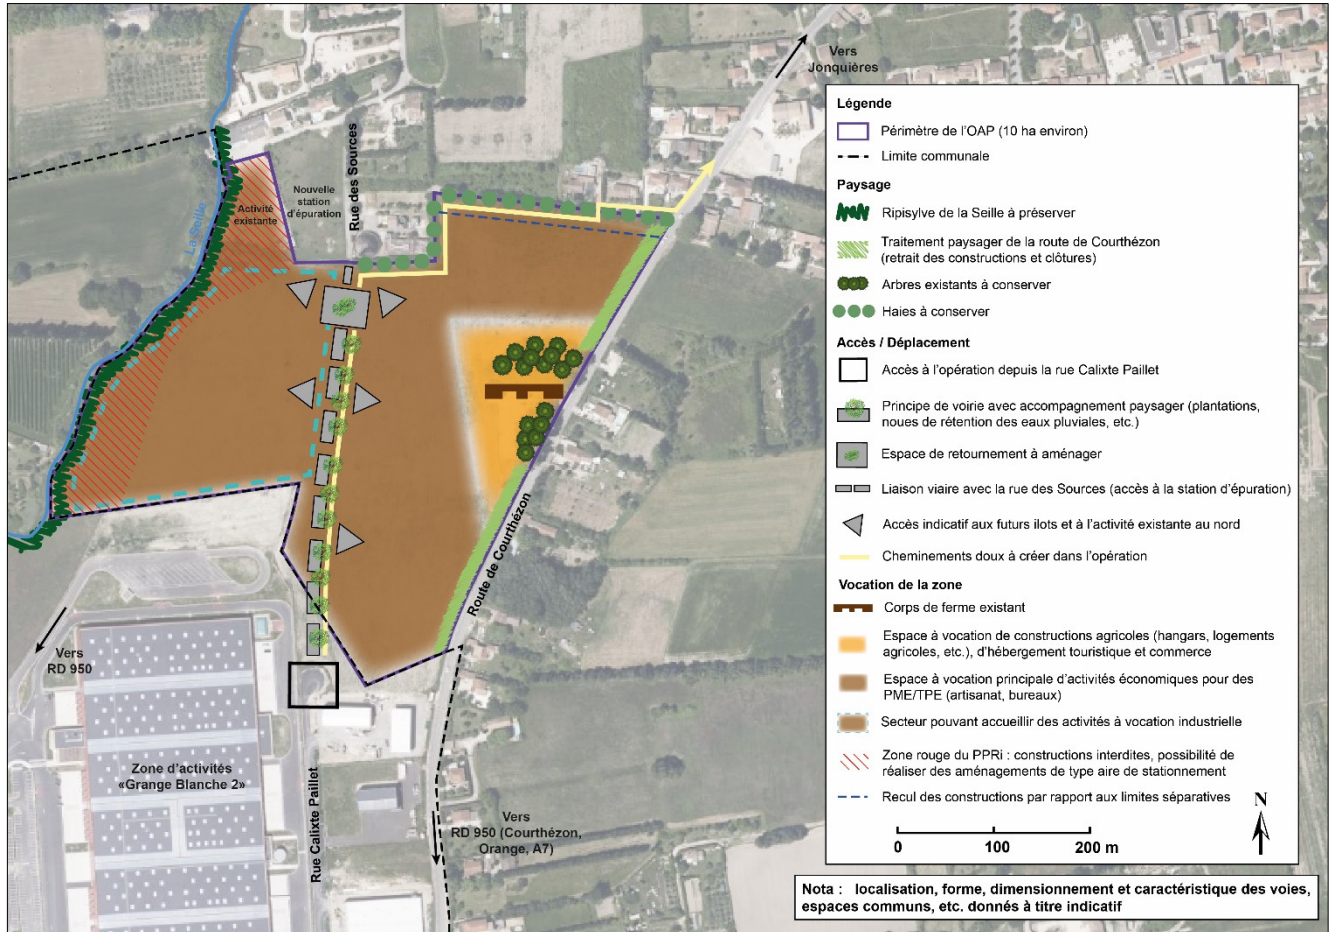 Vers
Jonquières
Rue des Sources
Nouvelle
station
d'épuration
Activité
existante
La Seille
Route de Courthézon
Vers
RD 950
Zone d'activités
«Grange Blanche 2»
Rue Calixte Paillet
Vers
RD 950 (Courthézon,
Orange, A7)
Légende
Périmètre de l'OAP (10 ha environ)
Limite communale
Paysage
Ripisylve de la Seille à préserver
Traitement paysager de la route de Courthézon
(retrait des constructions et clôtures)
Arbres existants à conserver
Haies à conserver
Accès / Déplacement
Accès à l'opération depuis la rue Calixte Paillet
Principe de voirie avec accompagnement paysager (plantations,
noues de rétention des eaux pluviales, etc.)
Espace de retournement à aménager
Liaison viaire avec la rue des Sources (accès à la station d'épuration)
Accès indicatif aux futurs ilots et à l'activité existante au nord
Cheminements doux à créer dans l'opération
Vocation de la zone
Corps de ferme existant
Espace à vocation de constructions agricoles (hangars, logements
agricoles, etc.), d'hébergement touristique et commerce
Espace à vocation principale d'activités économiques pour des
PME/TPE (artisanat, bureaux)
Secteur pouvant accueillir des activités à vocation industrielle
Zone rouge du PPRi : constructions interdites, possibilité de
réaliser des aménagements de type aire de stationnement
Recul des constructions par rapport aux limites séparatives
N
0 100 200 m
Nota : localisation, forme, dimensionnement et caractéristique des voies,
espaces communs, etc. donnés à titre indicatif